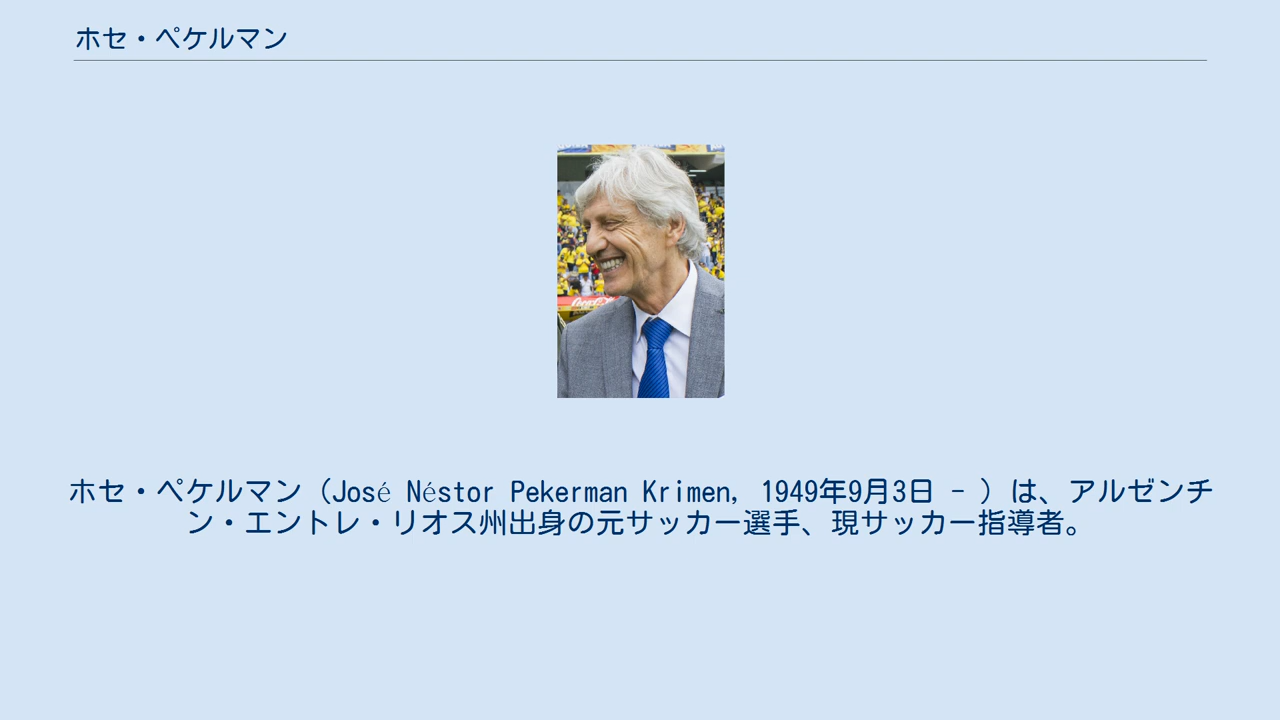 ホセ・ペケルマン
ホセ・ペケルマン（José Néstor Pekerman Krimen, 1949年9月3日 - ）は、アルゼンチ
ン・エントレ・リオス州出身の元サッカー選手、現サッカー指導者。